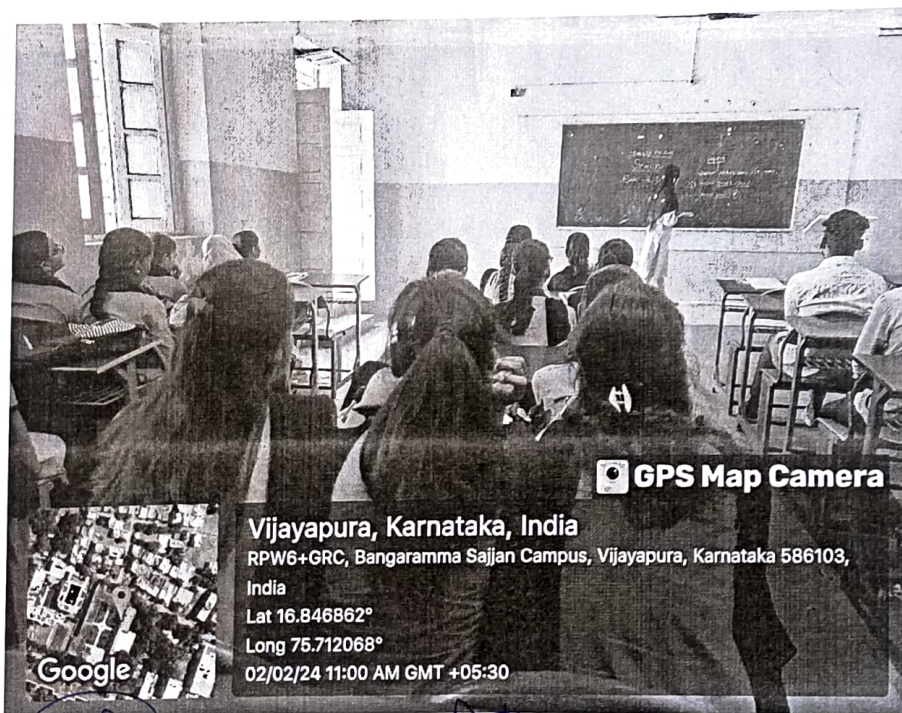 GPS Map Camera
Vijayapura, Karnataka, India
RPW6+GRC, Bangaramma Sajjan Campus, Vijayapura, Karnataka 586103,
India
Lat 16.846862°
Long 75.712068°
02/02/24 11:00 AM GMT +05:30
Google